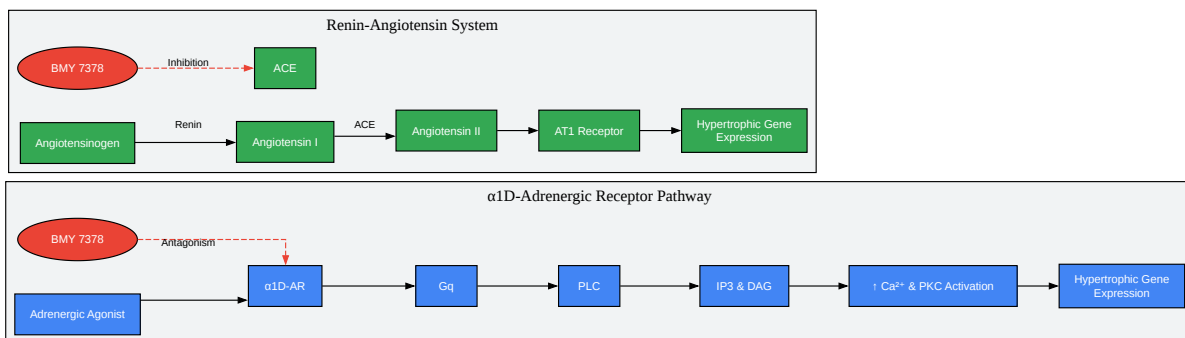 Renin-Angiotensin System
BMY 7378
Inhibition
ACE
Angiotensinogen
Renin
Angiotensin I
ACE
Angiotensin II
AT1 Receptor
Hypertrophic Gene
Expression
α1D-Adrenergic Receptor Pathway
BMY 7378
Antagonism
Adrenergic Agonist
α1D-AR
Gq
PLC
IP3 & DAG
↑ Ca²⁺ & PKC Activation
Hypertrophic Gene
Expression